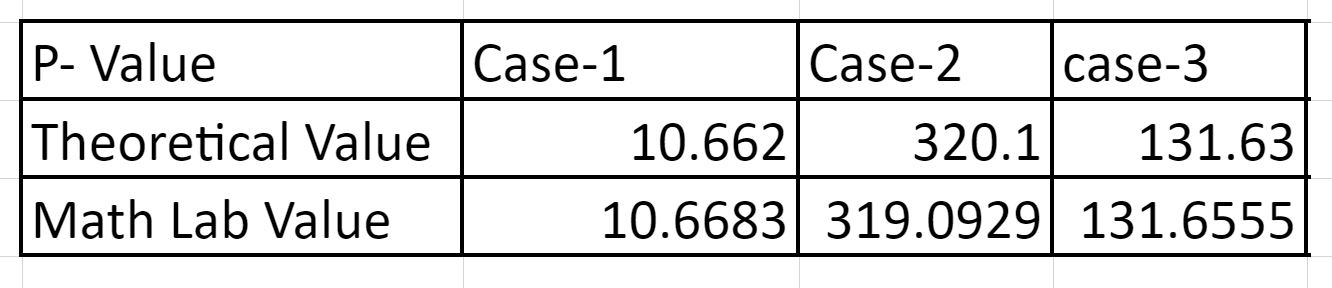 P- Value Case-1 Case-2 case-3
Theoretical Value 10.662 320.1 131.63
Math Lab Value 10.6683 319.0929 131.6555